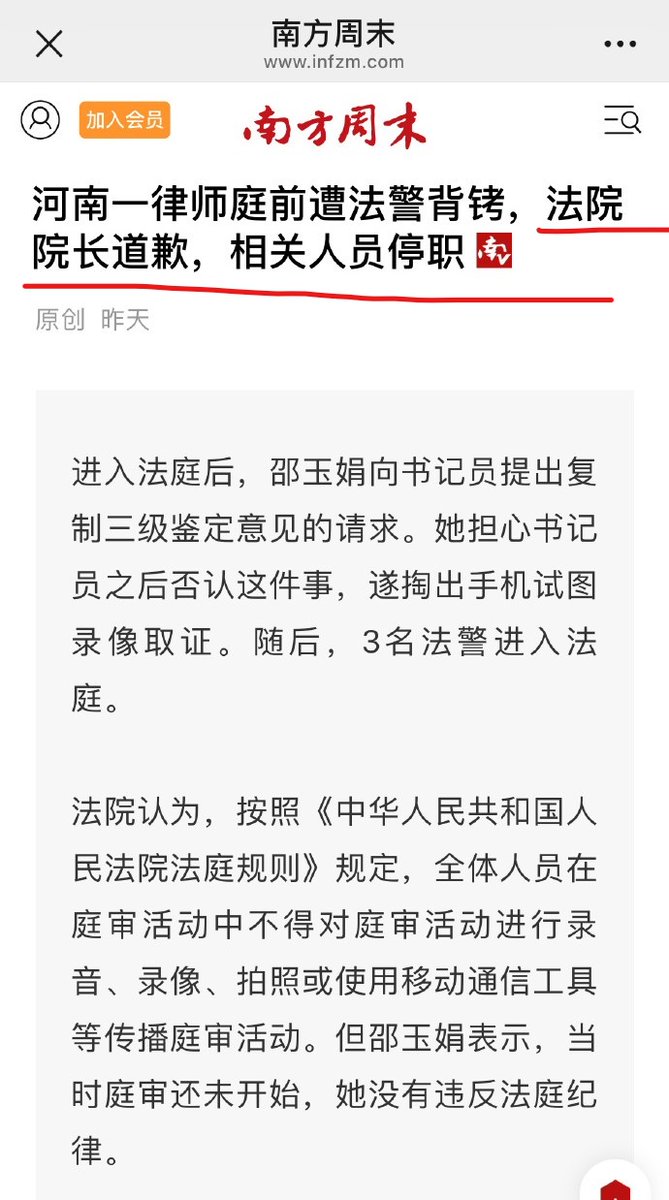 南方周末
www.infzm.com
加入会员
南方周末
河南一律师庭前遭法警背铐，法院
院长道歉，相关人员停职 南
原创 昨天
进入法庭后，邵玉娟向书记员提出复
制三级鉴定意见的请求。她担心书记
员之后否认这件事，遂掏出手机试图
录像取证。随后，3名法警进入法
庭。
法院认为，按照《中华人民共和国人
民法院法庭规则》规定，全体人员在
庭审活动中不得对庭审活动进行录
音、录像、拍照或使用移动通信工具
等传播庭审活动。但邵玉娟表示，当
时庭审还未开始，她没有违反法庭纪
律。